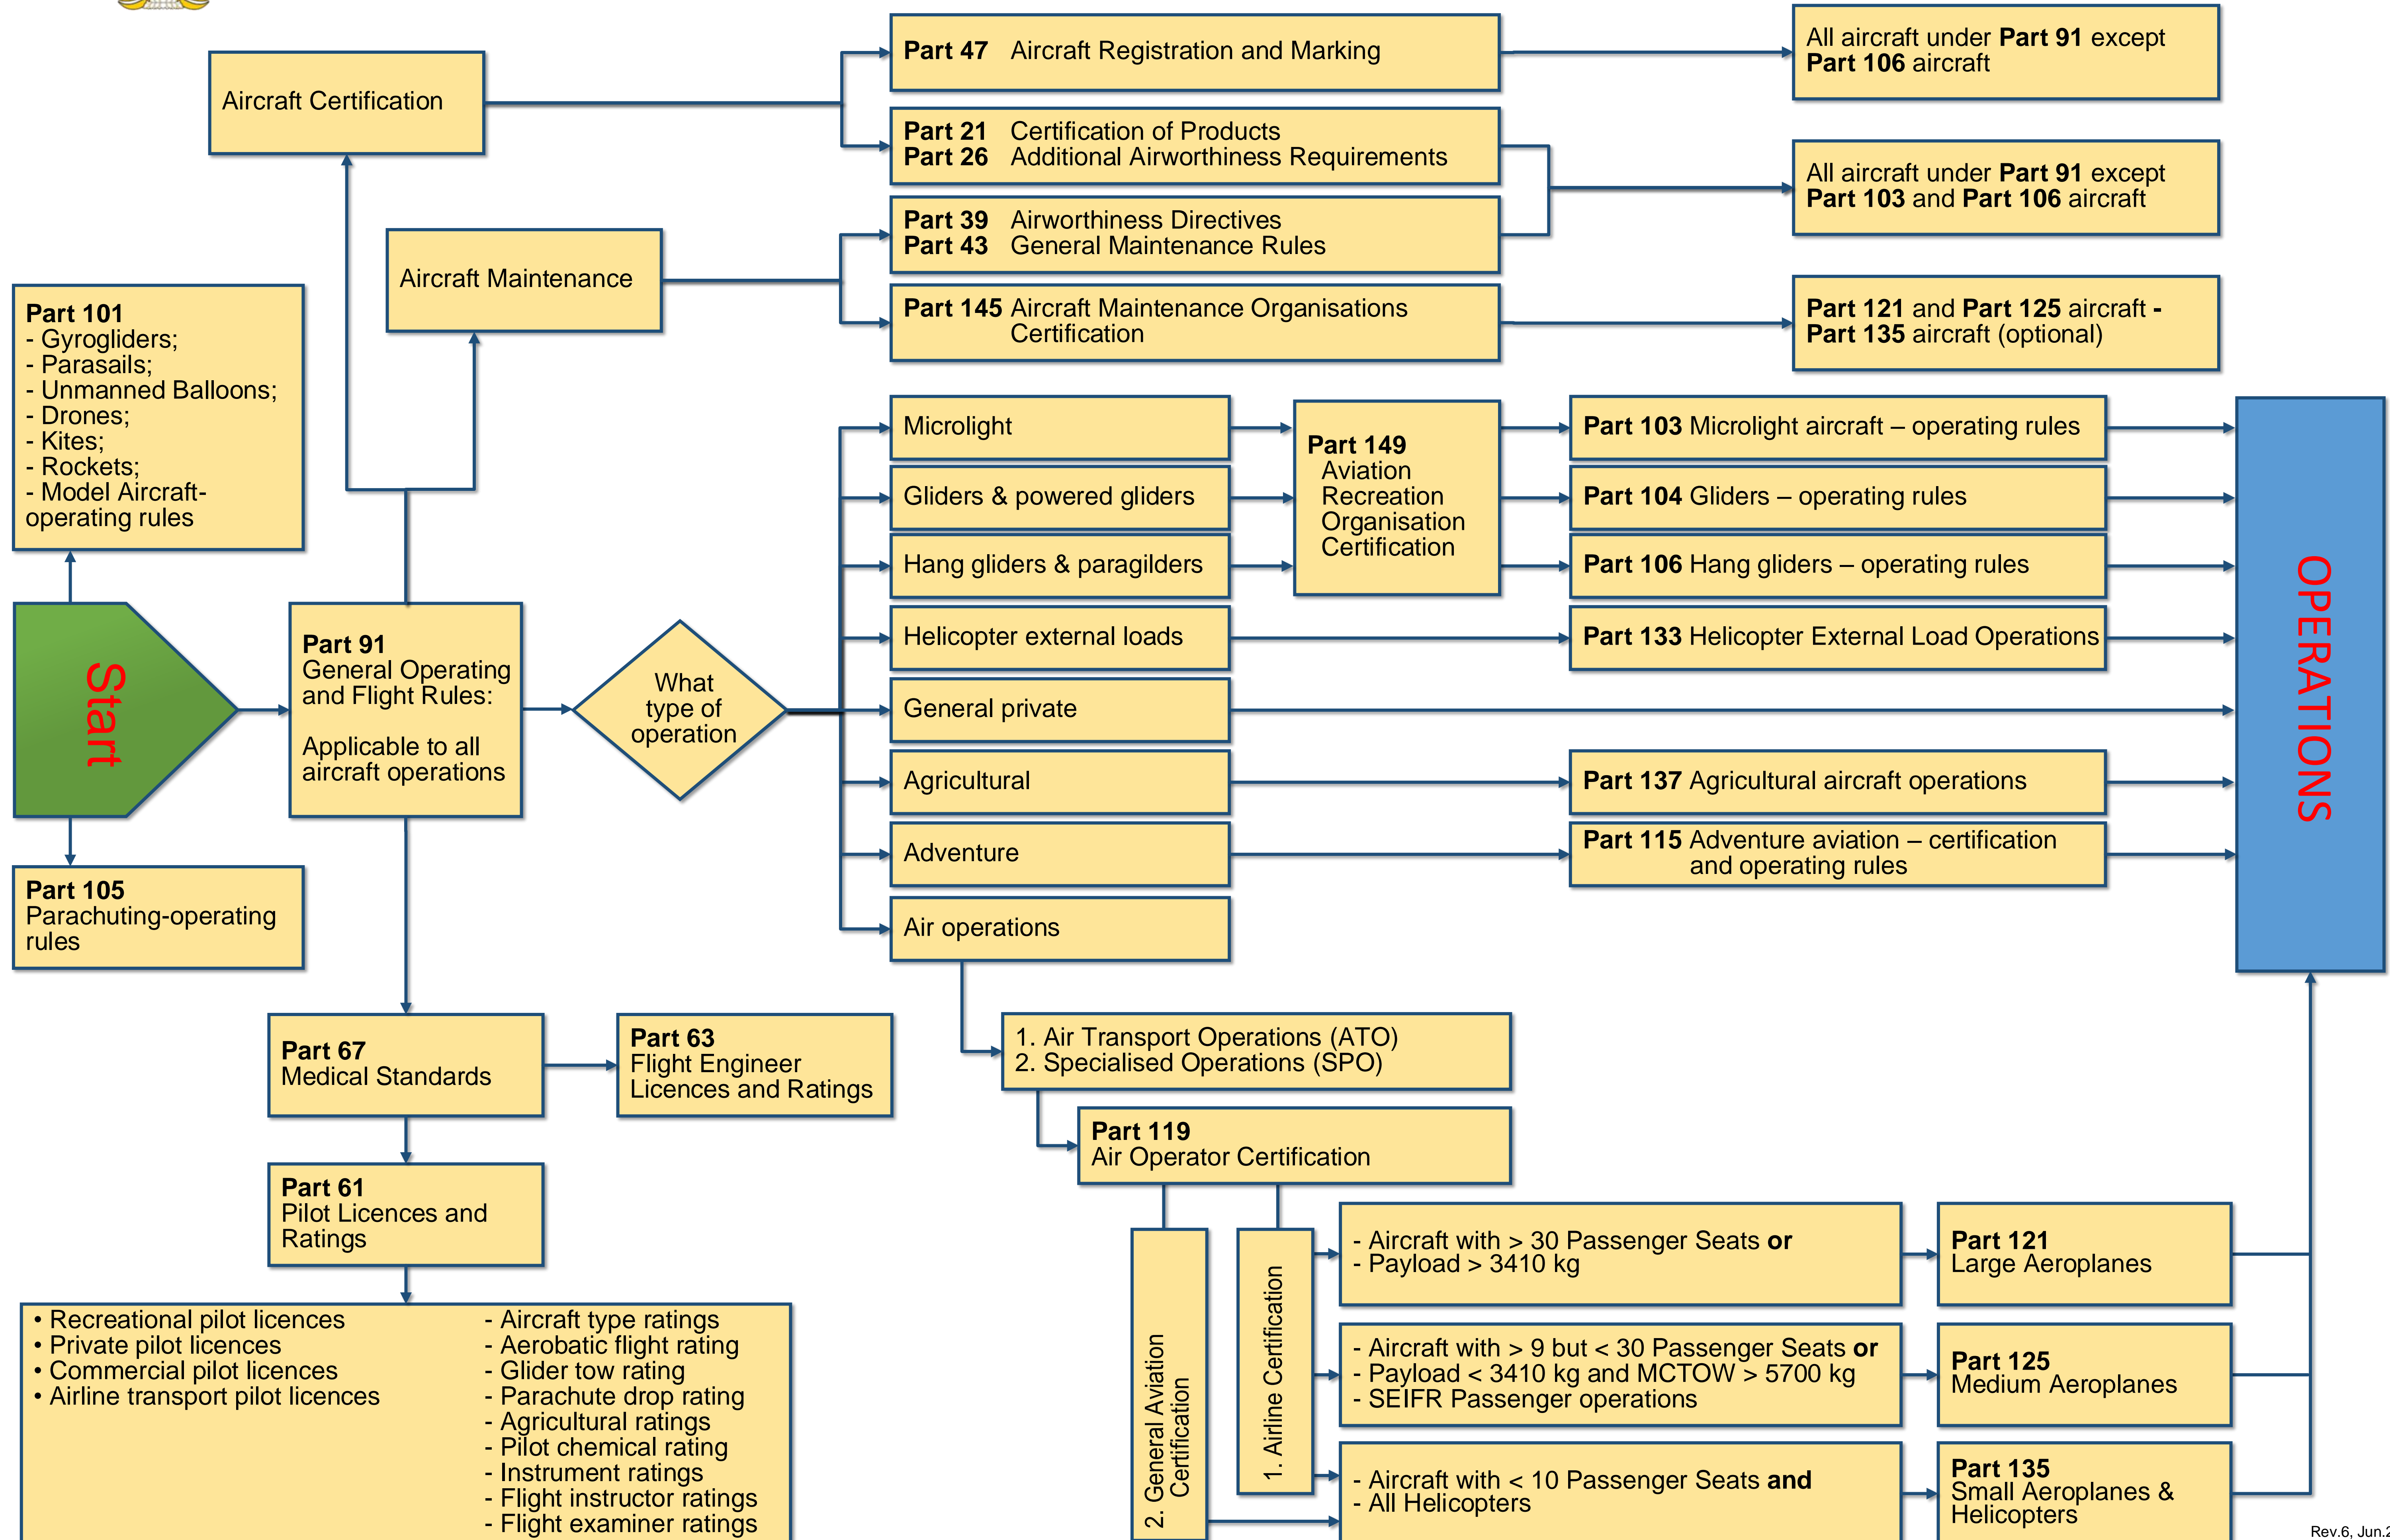 Aircraft Certification
Part 47 Aircraft Registration and Marking
All aircraft under Part 91 except
Part 106 aircraft
Part 21 Certification of Products
Part 26 Additional Airworthiness Requirements
All aircraft under Part 91 except
Part 103 and Part 106 aircraft
Aircraft Maintenance
Part 39 Airworthiness Directives
Part 43 General Maintenance Rules
Part 145 Aircraft Maintenance Organisations
Certification
Part 121 and Part 125 aircraft -
Part 135 aircraft (optional)
Part 101
- Gyrogliders;
- Parasails;
- Unmanned Balloons;
- Drones;
- Kites;
- Rockets;
- Model Aircraft-
operating rules
Start
Part 105
Parachuting-operating
rules
Part 91
General Operating
and Flight Rules:
Applicable to all
aircraft operations
What
type of
operation
Microlight
Gliders & powered gliders
Hang gliders & paragilders
Helicopter external loads
General private
Agricultural
Adventure
Air operations
Part 149
Aviation
Recreation
Organisation
Certification
Part 103 Microlight aircraft – operating rules
Part 104 Gliders – operating rules
Part 106 Hang gliders – operating rules
Part 133 Helicopter External Load Operations
Part 137 Agricultural aircraft operations
Part 115 Adventure aviation – certification
and operating rules
OPERATIONS
Part 67
Medical Standards
Part 63
Flight Engineer
Licences and Ratings
Part 61
Pilot Licences and
Ratings
• Recreational pilot licences
• Private pilot licences
• Commercial pilot licences
• Airline transport pilot licences
- Aircraft type ratings
- Aerobatic flight rating
- Glider tow rating
- Parachute drop rating
- Agricultural ratings
- Pilot chemical rating
- Instrument ratings
- Flight instructor ratings
- Flight examiner ratings
1. Air Transport Operations (ATO)
2. Specialised Operations (SPO)
Part 119
Air Operator Certification
2. General Aviation
Certification
1. Airline Certification
- Aircraft with > 30 Passenger Seats or
- Payload > 3410 kg
Part 121
Large Aeroplanes
- Aircraft with > 9 but < 30 Passenger Seats or
- Payload < 3410 kg and MCTOW > 5700 kg
- SEIFR Passenger operations
Part 125
Medium Aeroplanes
- Aircraft with < 10 Passenger Seats and
- All Helicopters
Part 135
Small Aeroplanes &
Helicopters
Rev.6, Jun.